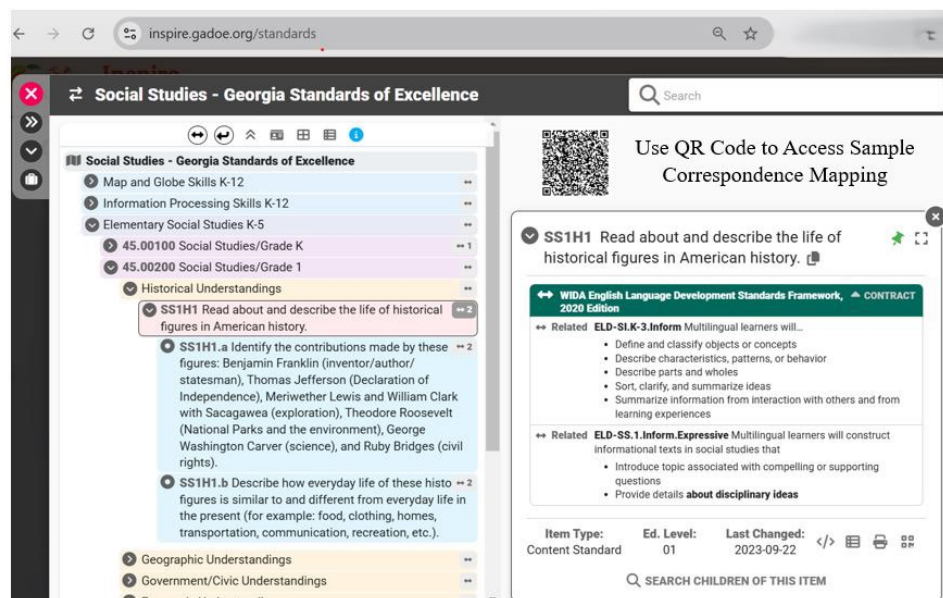 inspire.gadoe.org/standards
Inspire
Social Studies - Georgia Standards of Excellence
Search
Social Studies - Georgia Standards of Excellence
Map and Globe Skills K-12
Information Processing Skills K-12
Elementary Social Studies K-5
45.00100 Social Studies/Grade K
1
45.00200 Social Studies/Grade 1
Historical Understandings
SS1H1 Read about and describe the life of historical
2
figures in American history.
SS1H1.a Identify the contributions made by these
2
figures: Benjamin Franklin (inventor/author/
statesman), Thomas Jefferson (Declaration of
Independence), Meriwether Lewis and William Clark
with Sacagawea (exploration), Theodore Roosevelt
(National Parks and the environment), George
Washington Carver (science), and Ruby Bridges (civil
rights).
SS1H1.b Describe how everyday life of these histo
2
figures is similar to and different from everyday life in
the present (for example: food, clothing, homes,
transportation, communication, recreation, etc.).
Geographic Understandings
Government/Civic Understandings
Use QR Code to Access Sample
Correspondence Mapping
SS1H1 Read about and describe the life of
historical figures in American history.
WIDA English Language Development Standards Framework,
2020 Edition
CONTRACT
Related ELD-SI.K-3.Inform Multilingual learners will...
Define and classify objects or concepts
Describe characteristics, patterns, or behavior
Describe parts and wholes
Sort, clarify, and summarize ideas
Summarize information from interaction with others and from
learning experiences
Related ELD-SS.1.Inform.Expressive Multilingual learners will construct
informational texts in social studies that
Introduce topic associated with compelling or supporting
questions
Provide details about disciplinary ideas
Item Type:
Content Standard
Ed. Level:
01
Last Changed:
2023-09-22
SEARCH CHILDREN OF THIS ITEM